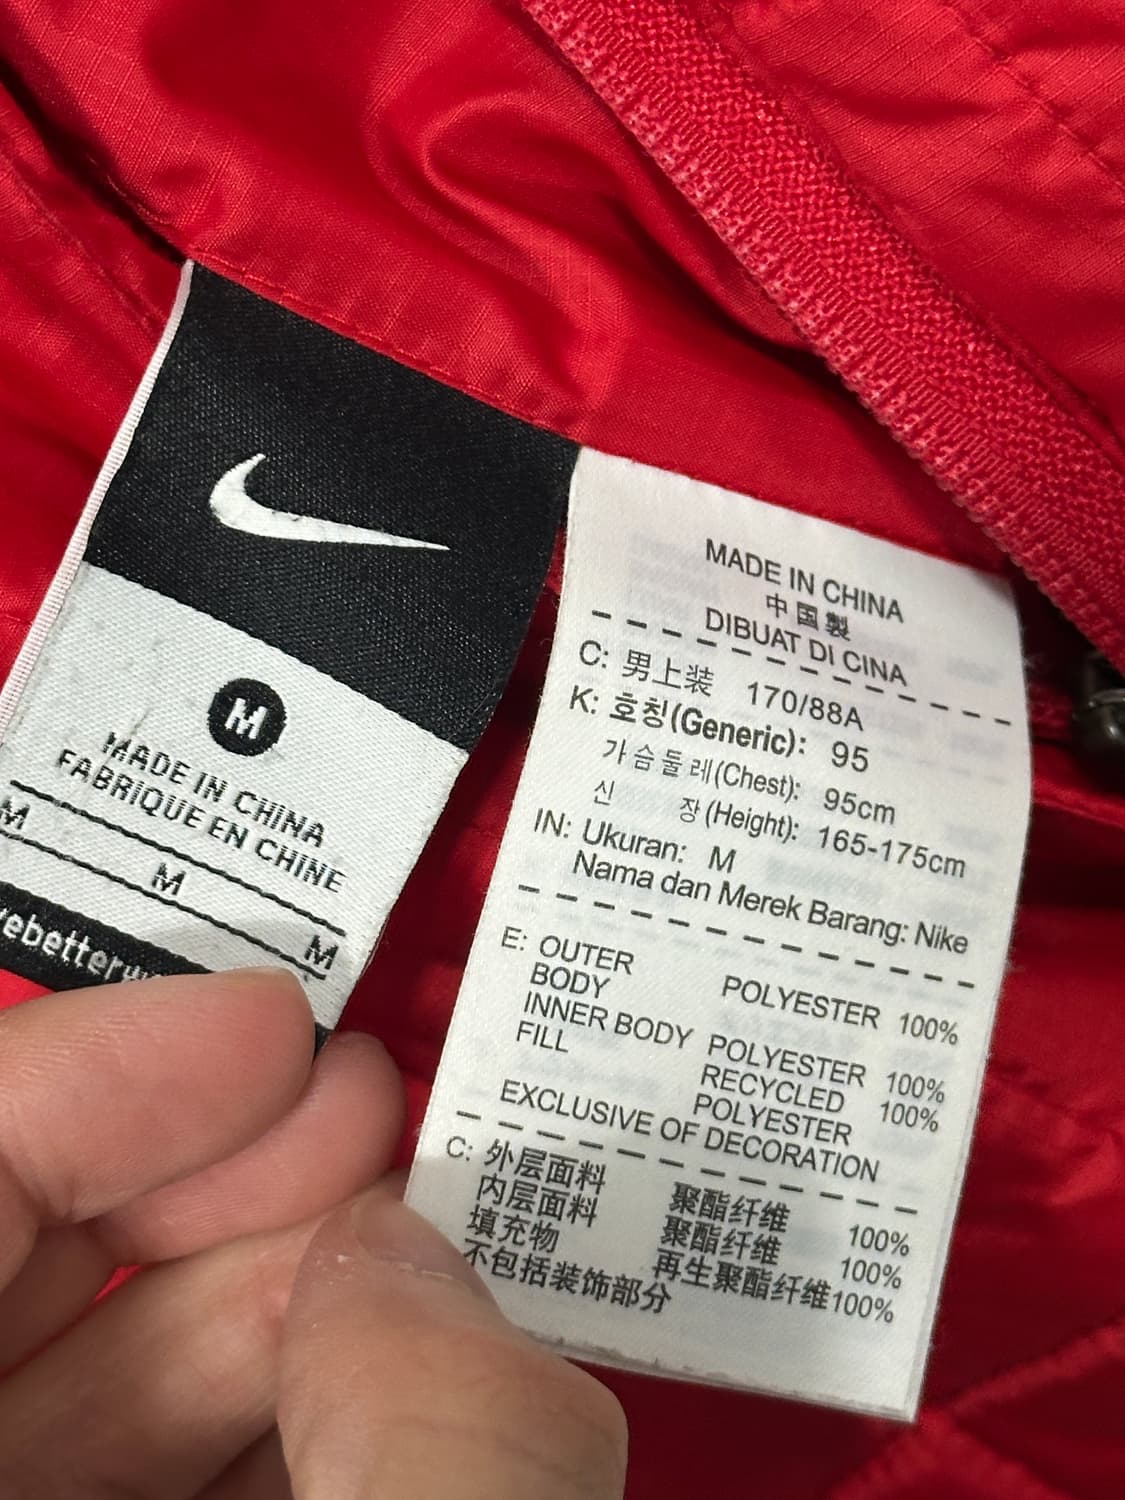 M
MADE IN CHINA
FABRIQUE EN CHINE
M
M
M
MADE IN CHINA
中国製
DIBUAT DI CINA
C: 男上装 170/88A
K: 호칭(Generic): 95
가슴둘레(Chest): 95cm
신 장(Height): 165-175cm
IN: Ukuran: M
Nama dan Merek Barang: Nike
E: OUTER
BODY POLYESTER 100%
INNER BODY POLYESTER 100%
FILL RECYCLED 100%
POLYESTER
EXCLUSIVE OF DECORATION
C: 外层面料 聚酯纤维 100%
内层面料 聚酯纤维 100%
填充物 再生聚酯纤维100%
不包括装饰部分